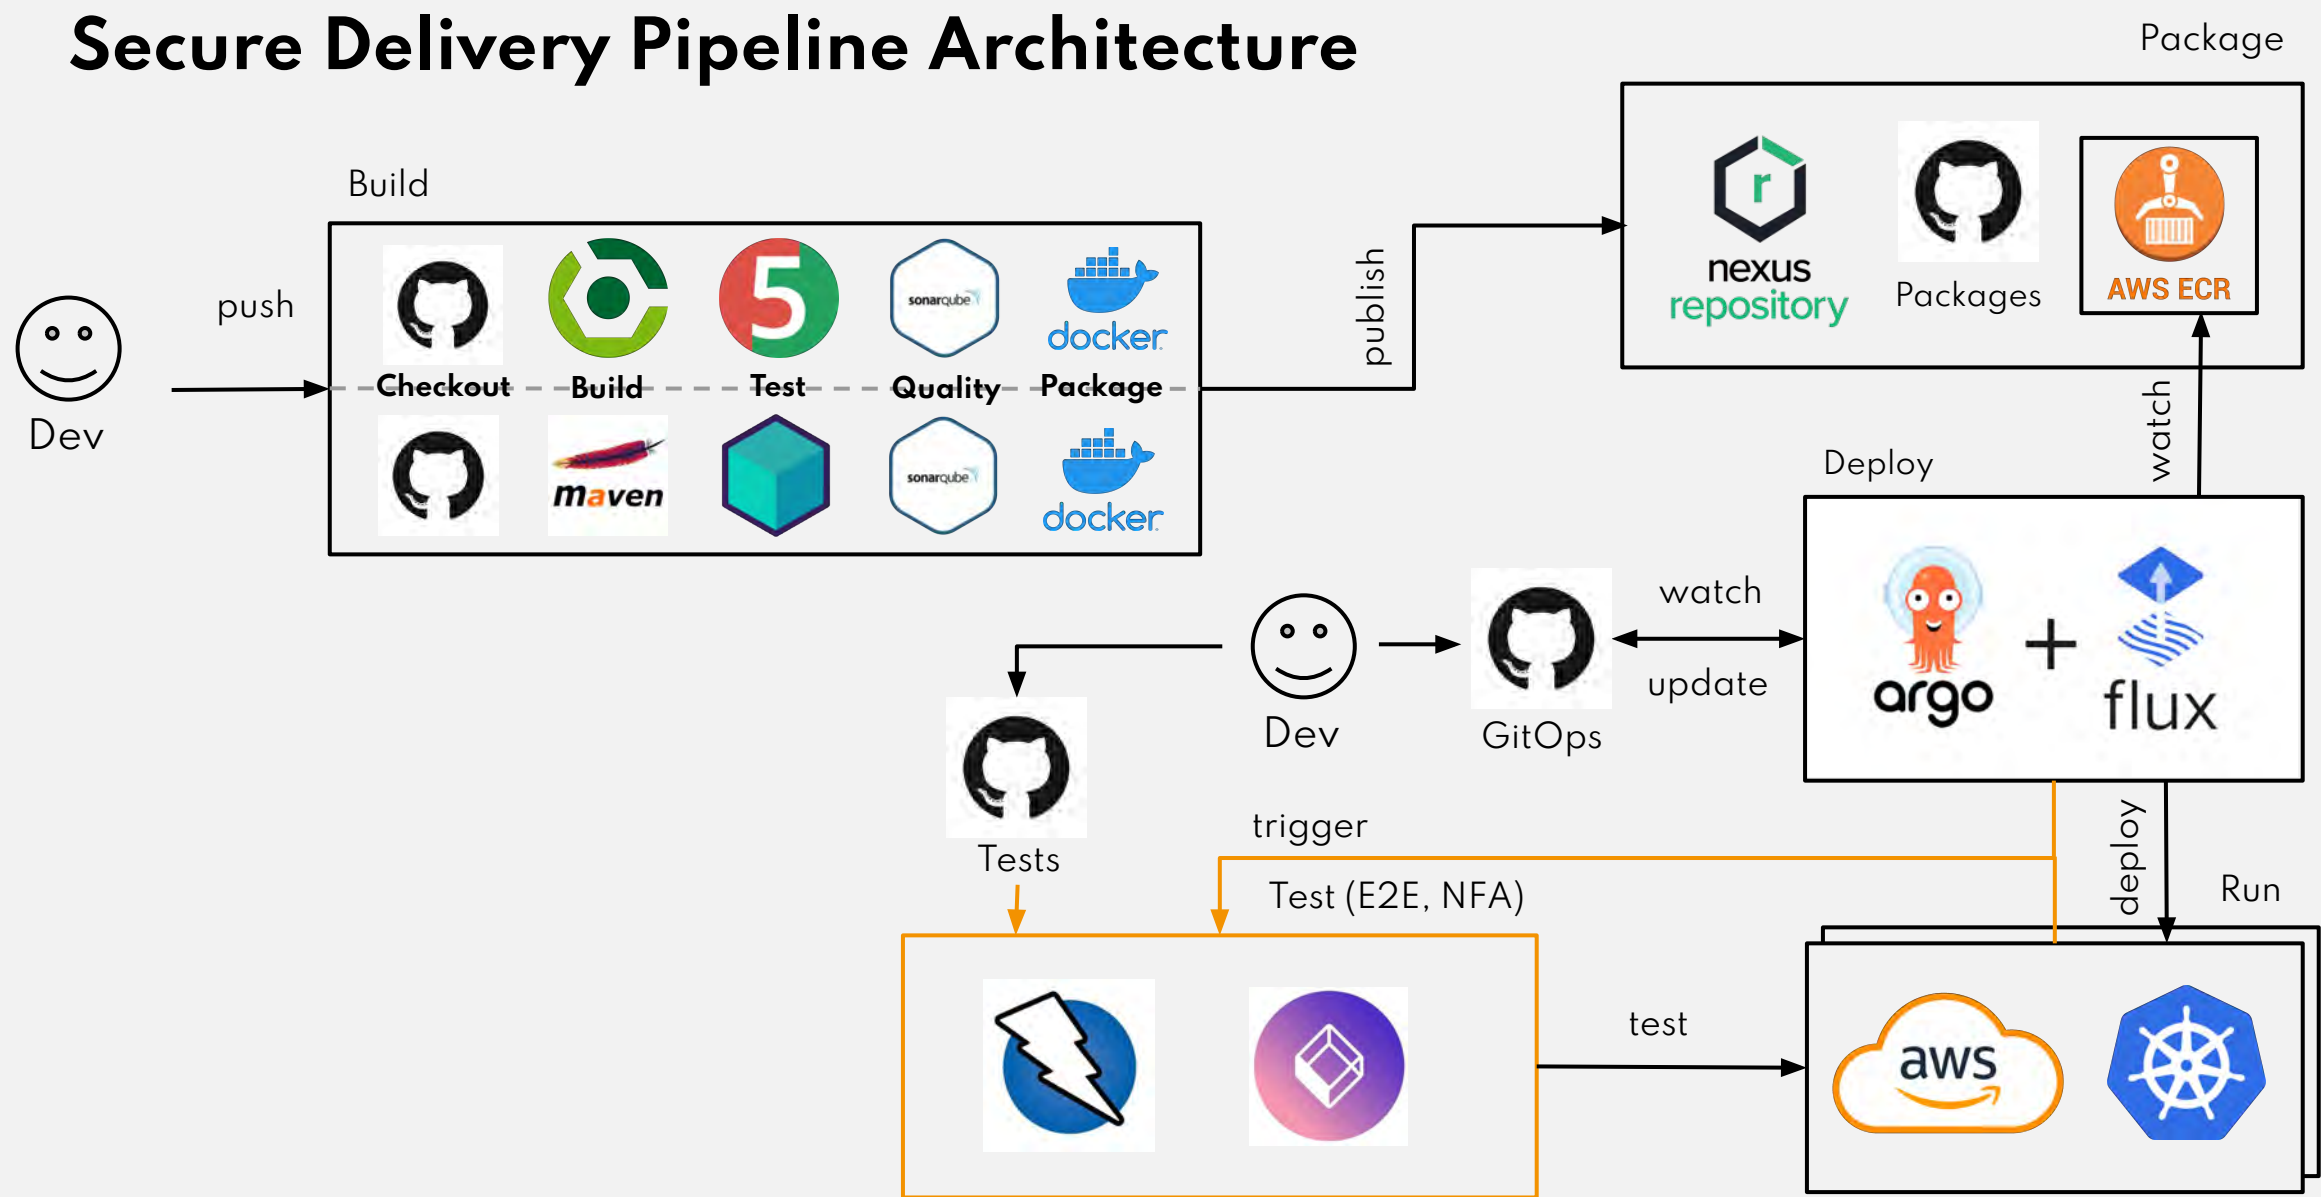 Secure Delivery Pipeline Architecture
Package
nexus
repository
Packages
AWS ECR
Build
push
Dev
5
sonarqube
docker
Checkout
Build
Test
Quality
Package
maven
sonarqube
docker
publish
watch
Deploy
argo
+
flux
watch
update
Dev
GitOps
Tests
trigger
Test (E2E, NFA)
deploy
Run
test
aws
r